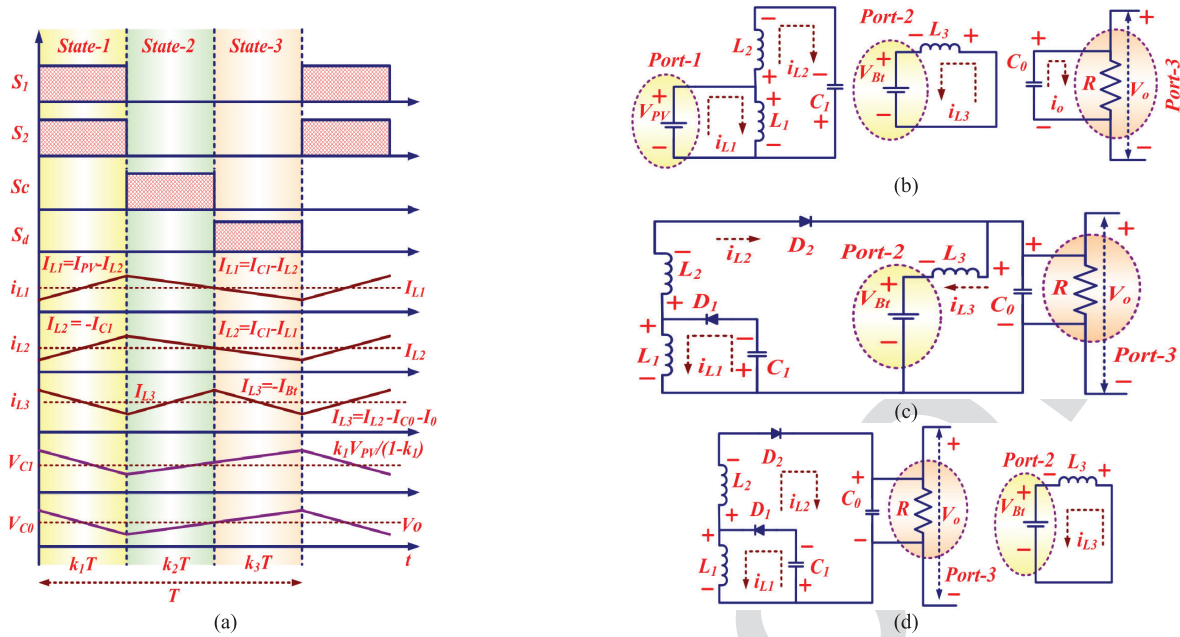 State-1 State-2 State-3
S1
S2
Sc
Sd
IL1=IPV-IL2 IL1=IC1-IL2
iL1 IL1
IL2= -IC1 IL2=IC1-IL1
iL2 IL2
IL3 IL3=-IBt
iL3
IL3=IL2-IC0-I0
k1VPV/(1-k1)
VC1
VC0 Vo
k1T k2T k3T t
T
(a)
Port-1 Port-2
L2 iL2 C1
VPV iL1 L1
L3
VBt iL3
C0 io R Vo
Port-3
(b)
iL2 D2
L2 Port-2 L3
D1 VBt iL3 C0 R Vo
L1 iL1 C1
Port-3
(c)
D2
L2 iL2 C0 R Vo
D1
L1 iL1 C1
Port-3
Port-2 L3
VBt iL3
(d)